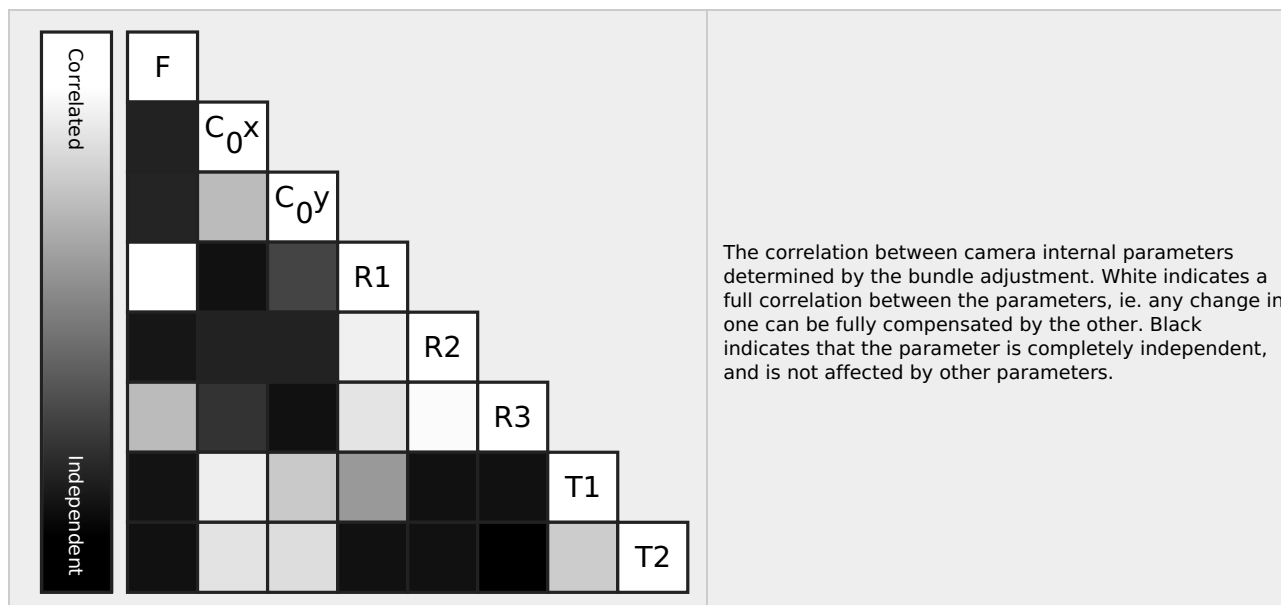 Correlated
Independent
F
C0x
C0y
R1
R2
R3
T1
T2
The correlation between camera internal parameters
determined by the bundle adjustment. White indicates a
full correlation between the parameters, ie. any change in
one can be fully compensated by the other. Black
indicates that the parameter is completely independent,
and is not affected by other parameters.